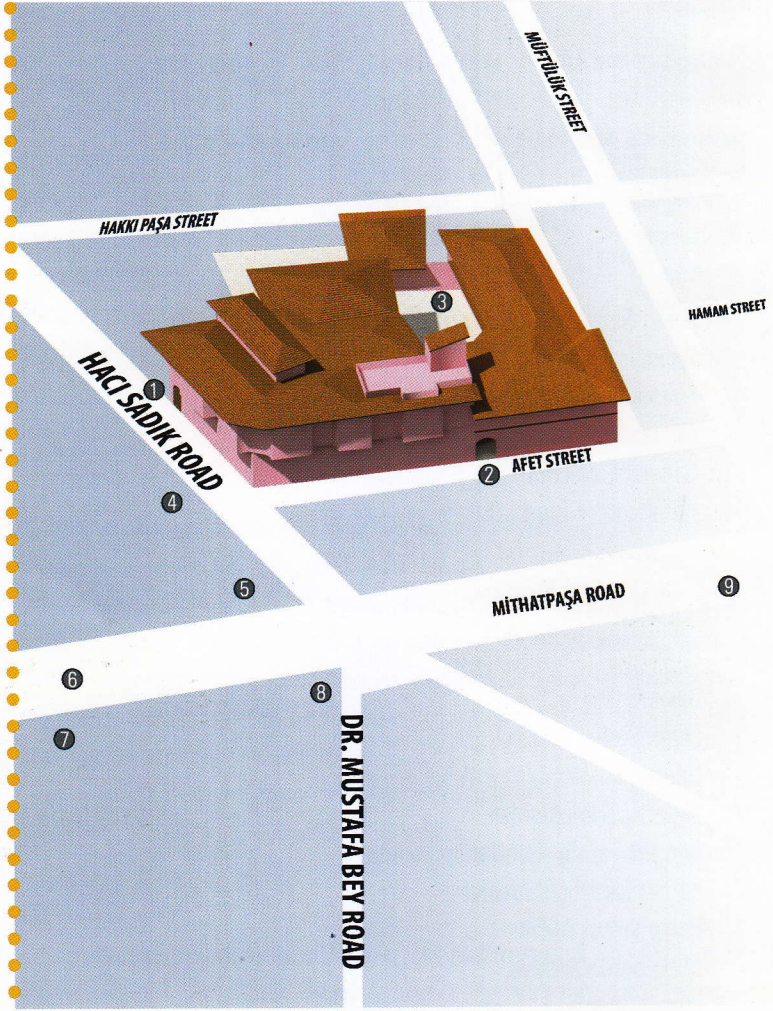 MÜFTÜLÜK STREET
HAKKI PAŞA STREET
HAMAM STREET
3
HACI SADIK ROAD
1
AFET STREET
2
4
5
MİTHATPAŞA ROAD
9
6
8
7
DR. MUSTAFA BEY ROAD